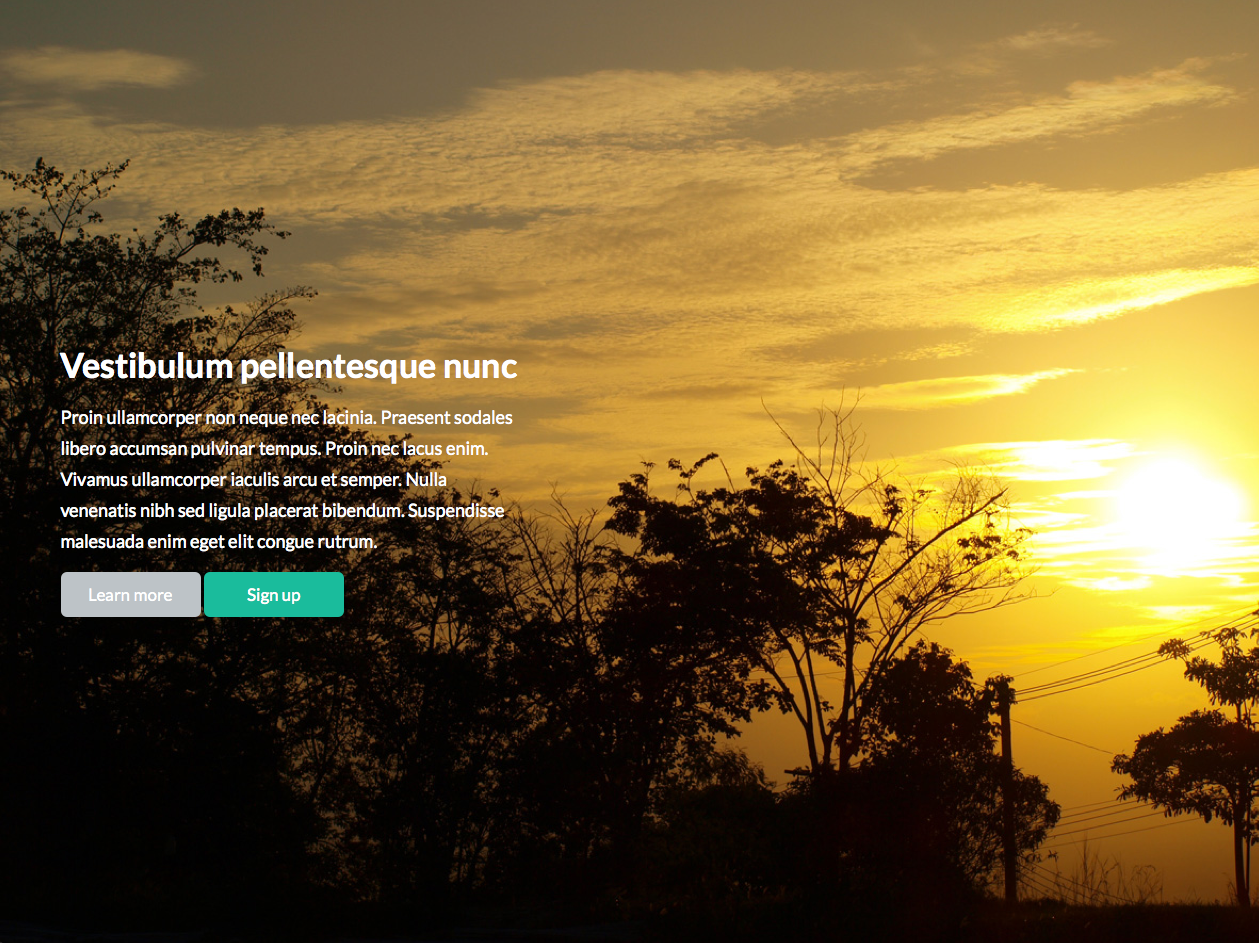 Vestibulum pellentesque nunc
Proin ullamcorper non neque nec lacinia. Praesent sodales
libero accumsan pulvinar tempus. Proin nec lacus enim.
Vivamus ullamcorper iaculis arcu et semper. Nulla
venenatis nibh sed ligula placerat bibendum. Suspendisse
malesuada enim eget elit congue rutrum.
Learn more
Sign up